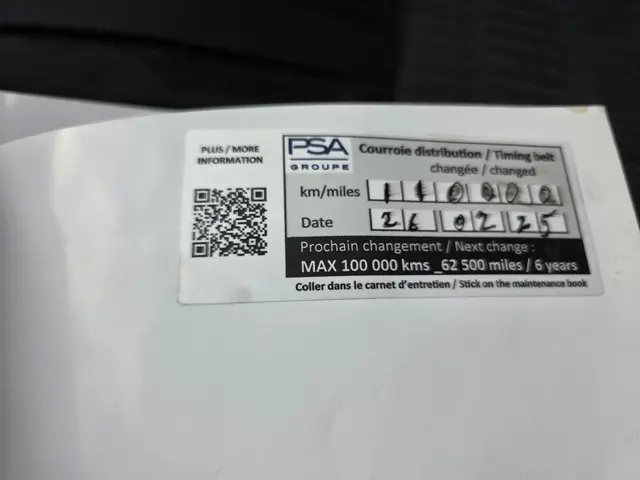 PLUS / MORE
INFORMATION
PSA
GROUPE
Courroie distribution / Timing belt
changée / changed
km/miles 110000
Date 26 02 25
Prochain changement / Next change :
MAX 100 000 kms _62 500 miles / 6 years
Coller dans le carnet d'entretien / Stick on the maintenance book